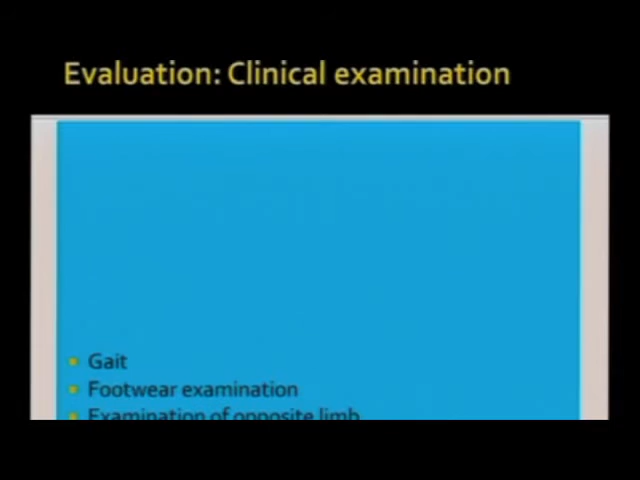 Evaluation: Clinical examination
Gait
Footwear examination
Examination of opposite limb